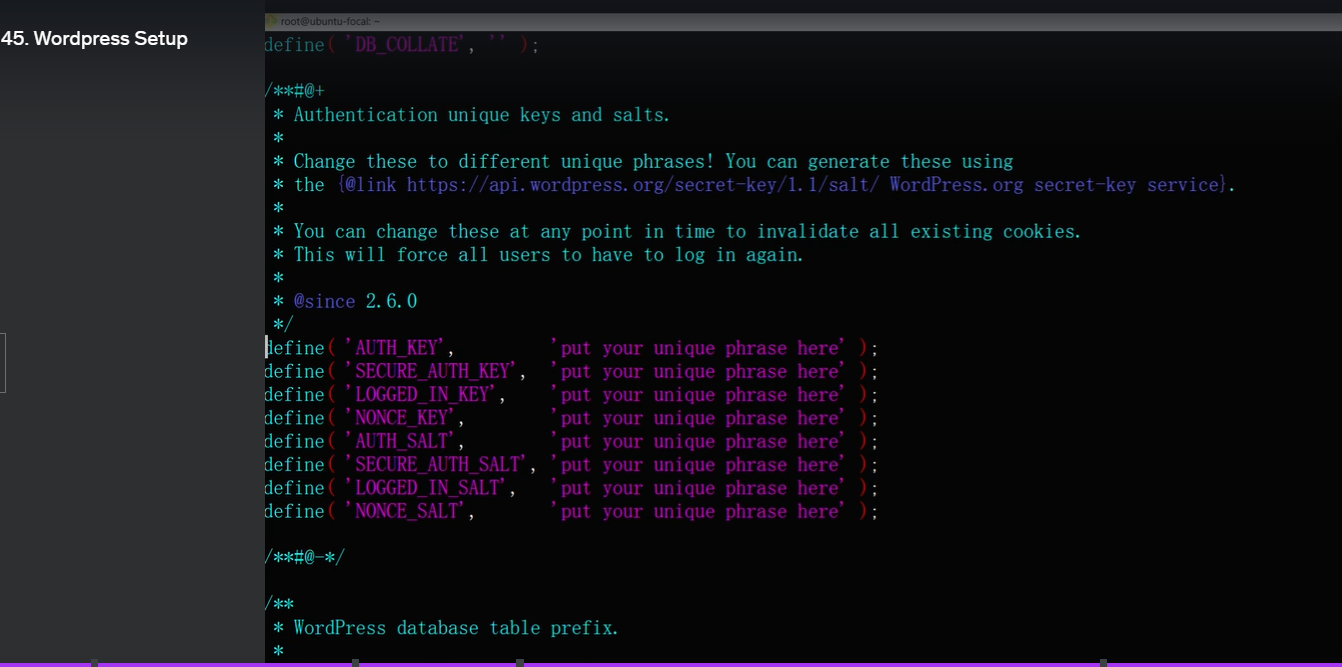 45. Wordpress Setup
root@ubuntu-focal: ~
define( 'DB_COLLATE', '' );
/**#@+
* Authentication unique keys and salts.
*
* Change these to different unique phrases! You can generate these using
* the {@link https://api.wordpress.org/secret-key/1.1/salt/ WordPress.org secret-key service}.
*
* You can change these at any point in time to invalidate all existing cookies.
* This will force all users to have to log in again.
*
* @since 2.6.0
*/
define( 'AUTH_KEY',         'put your unique phrase here' );
define( 'SECURE_AUTH_KEY',  'put your unique phrase here' );
define( 'LOGGED_IN_KEY',    'put your unique phrase here' );
define( 'NONCE_KEY',        'put your unique phrase here' );
define( 'AUTH_SALT',        'put your unique phrase here' );
define( 'SECURE_AUTH_SALT', 'put your unique phrase here' );
define( 'LOGGED_IN_SALT',   'put your unique phrase here' );
define( 'NONCE_SALT',       'put your unique phrase here' );
/**#@-*/
/**
* WordPress database table prefix.
*